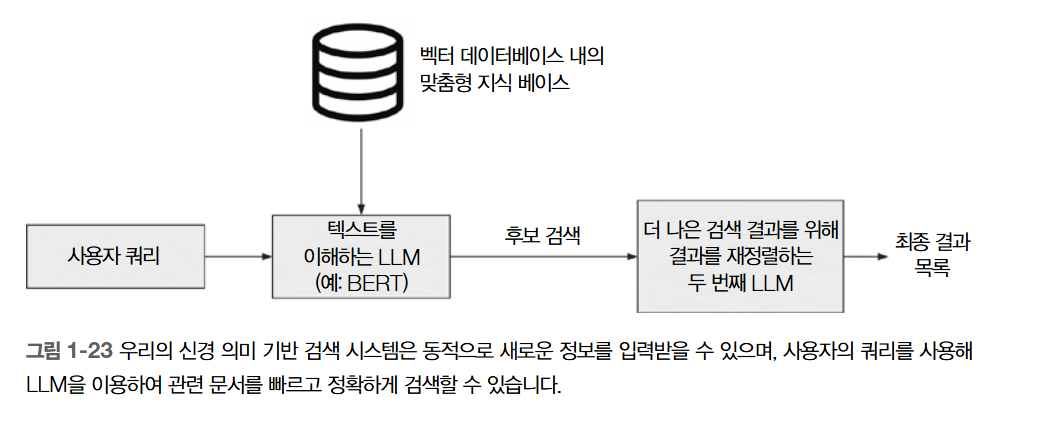 벡터 데이터베이스 내의
맞춤형 지식 베이스
사용자 쿼리
텍스트를
이해하는 LLM
(예: BERT)
후보 검색
더 나은 검색 결과를 위해
결과를 재정렬하는
두 번째 LLM
최종 결과
목록
그림 1-23 우리의 신경 의미 기반 검색 시스템은 동적으로 새로운 정보를 입력받을 수 있으며, 사용자의 쿼리를 사용해
LLM을 이용하여 관련 문서를 빠르고 정확하게 검색할 수 있습니다.